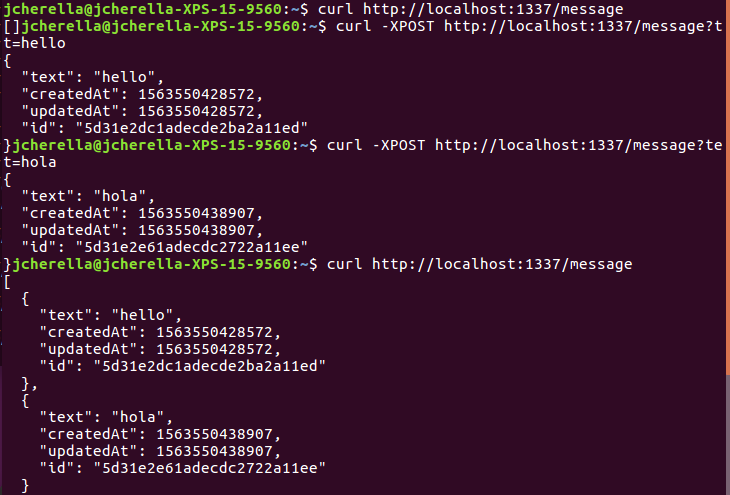 jcherella@jcherella-XPS-15-9560:~$ curl http://localhost:1337/message
[]jcherella@jcherella-XPS-15-9560:~$ curl -XPOST http://localhost:1337/message?t
t=hello
{
  "text": "hello",
  "createdAt": 1563550428572,
  "updatedAt": 1563550428572,
  "id": "5d31e2dc1adecde2ba2a11ed"
}jcherella@jcherella-XPS-15-9560:~$ curl -XPOST http://localhost:1337/message?te
t=hola
{
  "text": "hola",
  "createdAt": 1563550438907,
  "updatedAt": 1563550438907,
  "id": "5d31e2e61adecdc2722a11ee"
}jcherella@jcherella-XPS-15-9560:~$ curl http://localhost:1337/message
[
  {
    "text": "hello",
    "createdAt": 1563550428572,
    "updatedAt": 1563550428572,
    "id": "5d31e2dc1adecde2ba2a11ed"
  },
  {
    "text": "hola",
    "createdAt": 1563550438907,
    "updatedAt": 1563550438907,
    "id": "5d31e2e61adecdc2722a11ee"
  }